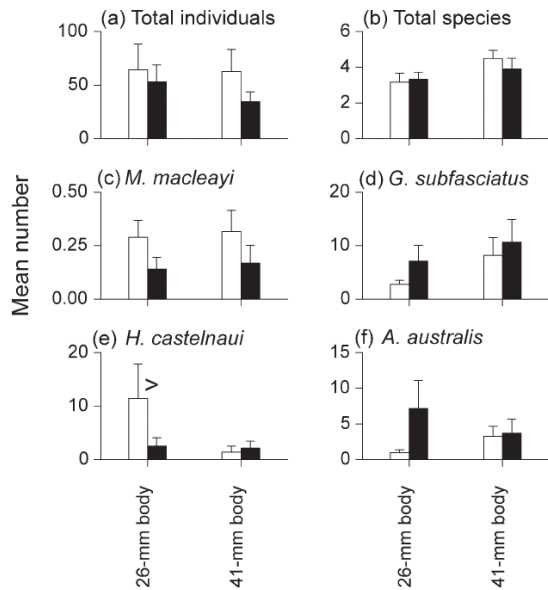 (a) Total individuals
100
50
0
(b) Total species
6
4
2
0
Mean number
(c) M. macleayi
0.50
0.25
0.00
(d) G. subfasciatus
20
10
0
(e) H. castelnaui
20
10
0
>
(f) A. australis
15
10
5
0
26-mm body
41-mm body
26-mm body
41-mm body